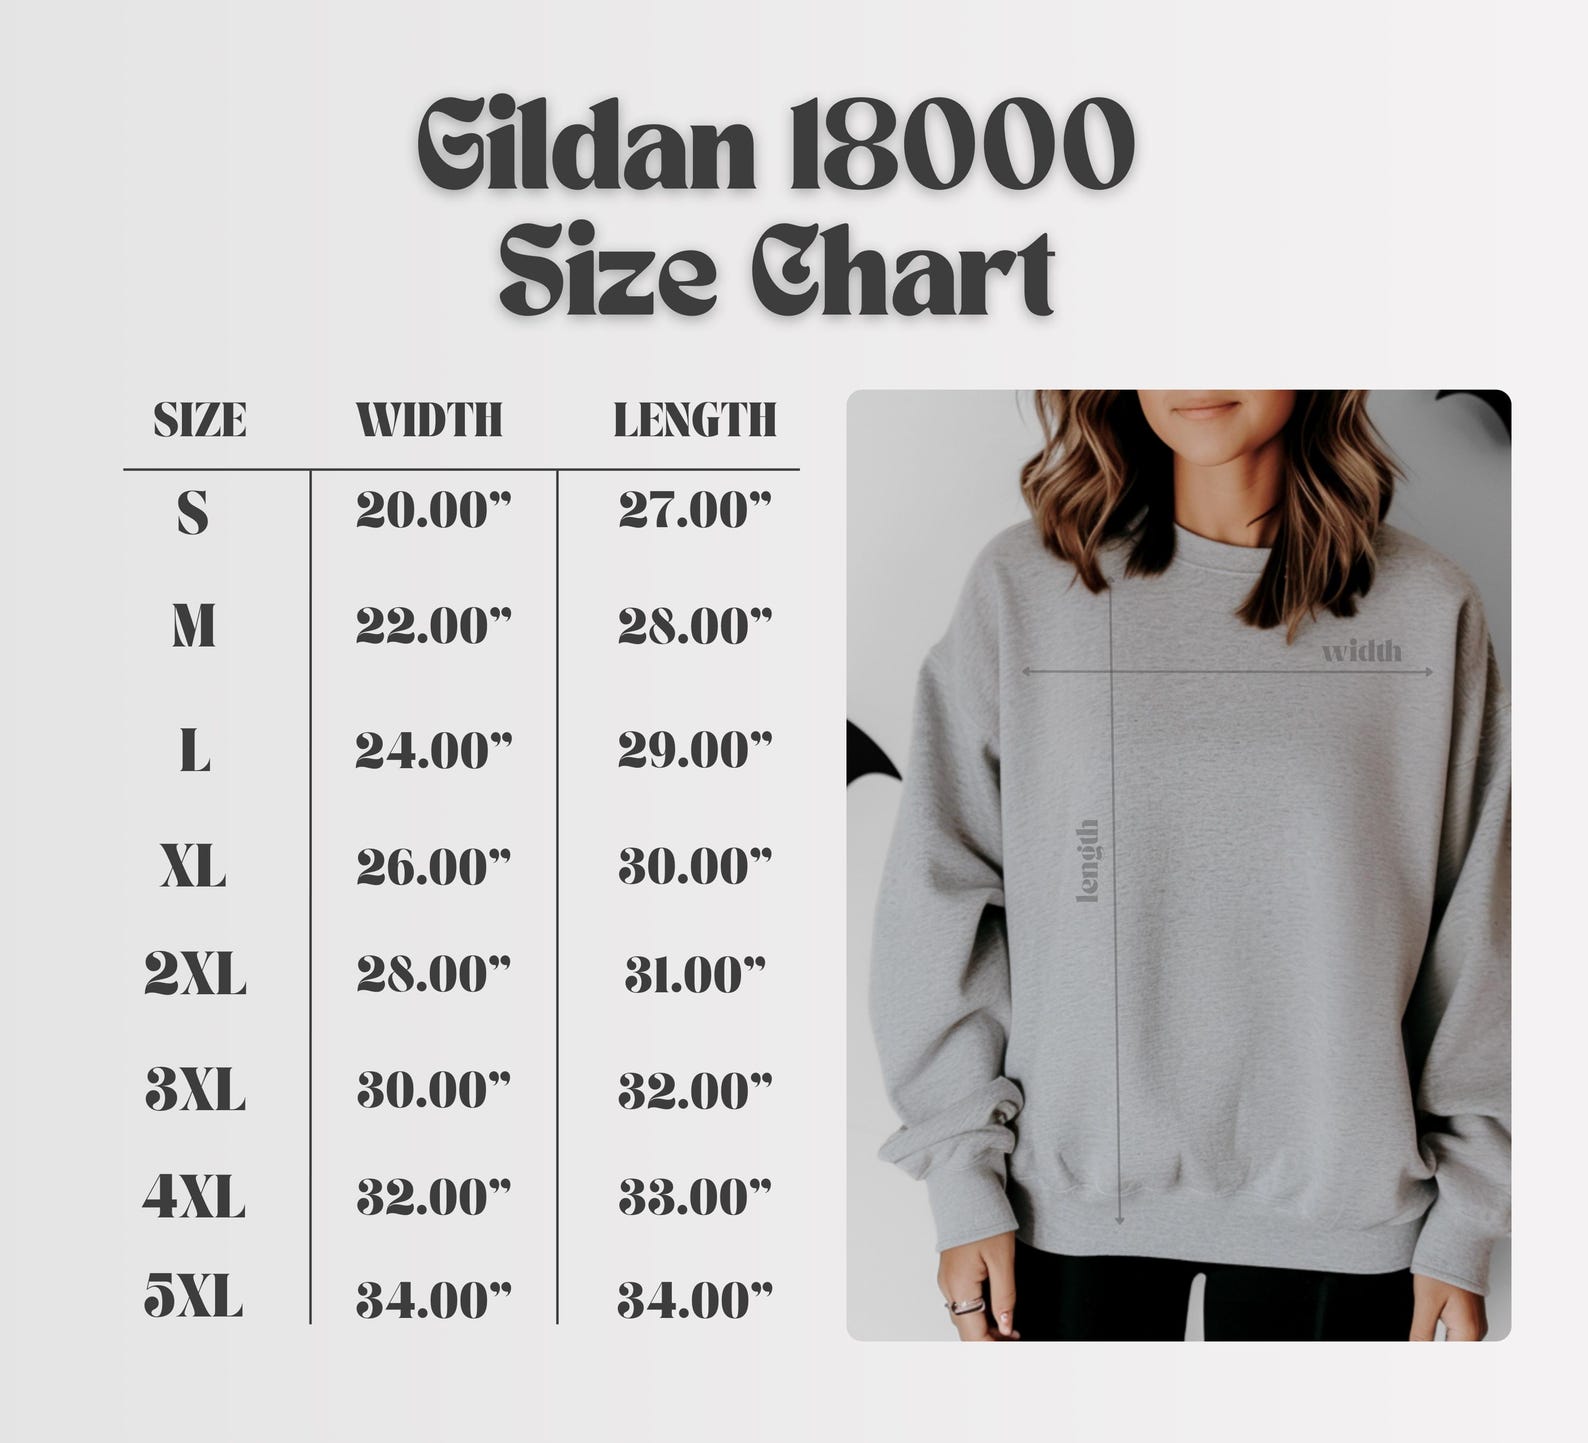 Gildan 18000
Size Chart
SIZE WIDTH LENGTH
S 20.00” 27.00”
M 22.00” 28.00”
L 24.00” 29.00”
XL 26.00” 30.00”
2XL 28.00” 31.00”
3XL 30.00” 32.00”
4XL 32.00” 33.00”
5XL 34.00” 34.00”
width
length